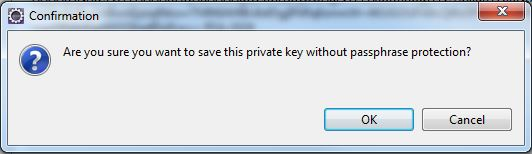 Confirmation
Are you sure you want to save this private key without passphrase protection?
OK
Cancel